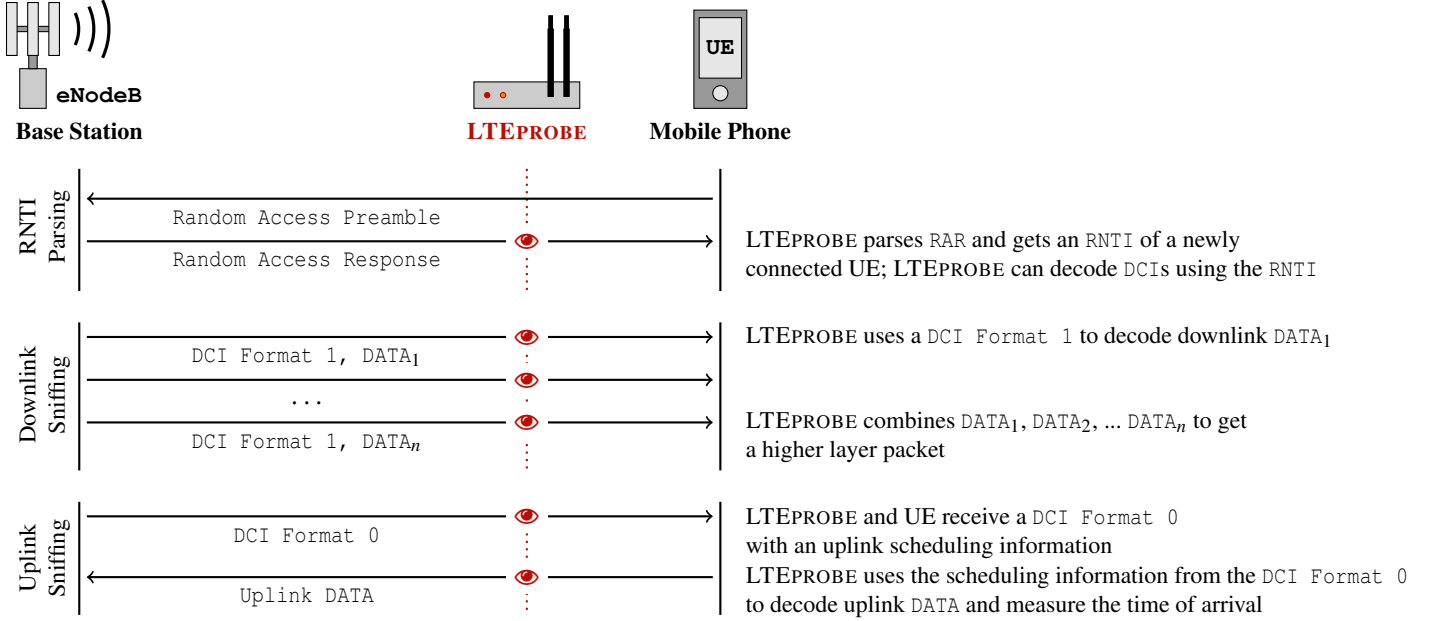 UE
eNodeB
Base Station
LTEPROBE
Mobile Phone
RNTI
Parsing
Random Access Preamble
Random Access Response
LTEPROBE parses RAR and gets an RNTI of a newly
connected UE; LTEPROBE can decode DCIs using the RNTI
Downlink
Sniffing
DCI Format 1, DATA₁
...
DCI Format 1, DATAₙ
LTEPROBE uses a DCI Format 1 to decode downlink DATA₁
LTEPROBE combines DATA₁, DATA₂, ... DATAₙ to get
a higher layer packet
Uplink
Sniffing
DCI Format 0
Uplink DATA
LTEPROBE and UE receive a DCI Format 0
with an uplink scheduling information
LTEPROBE uses the scheduling information from the DCI Format 0
to decode uplink DATA and measure the time of arrival